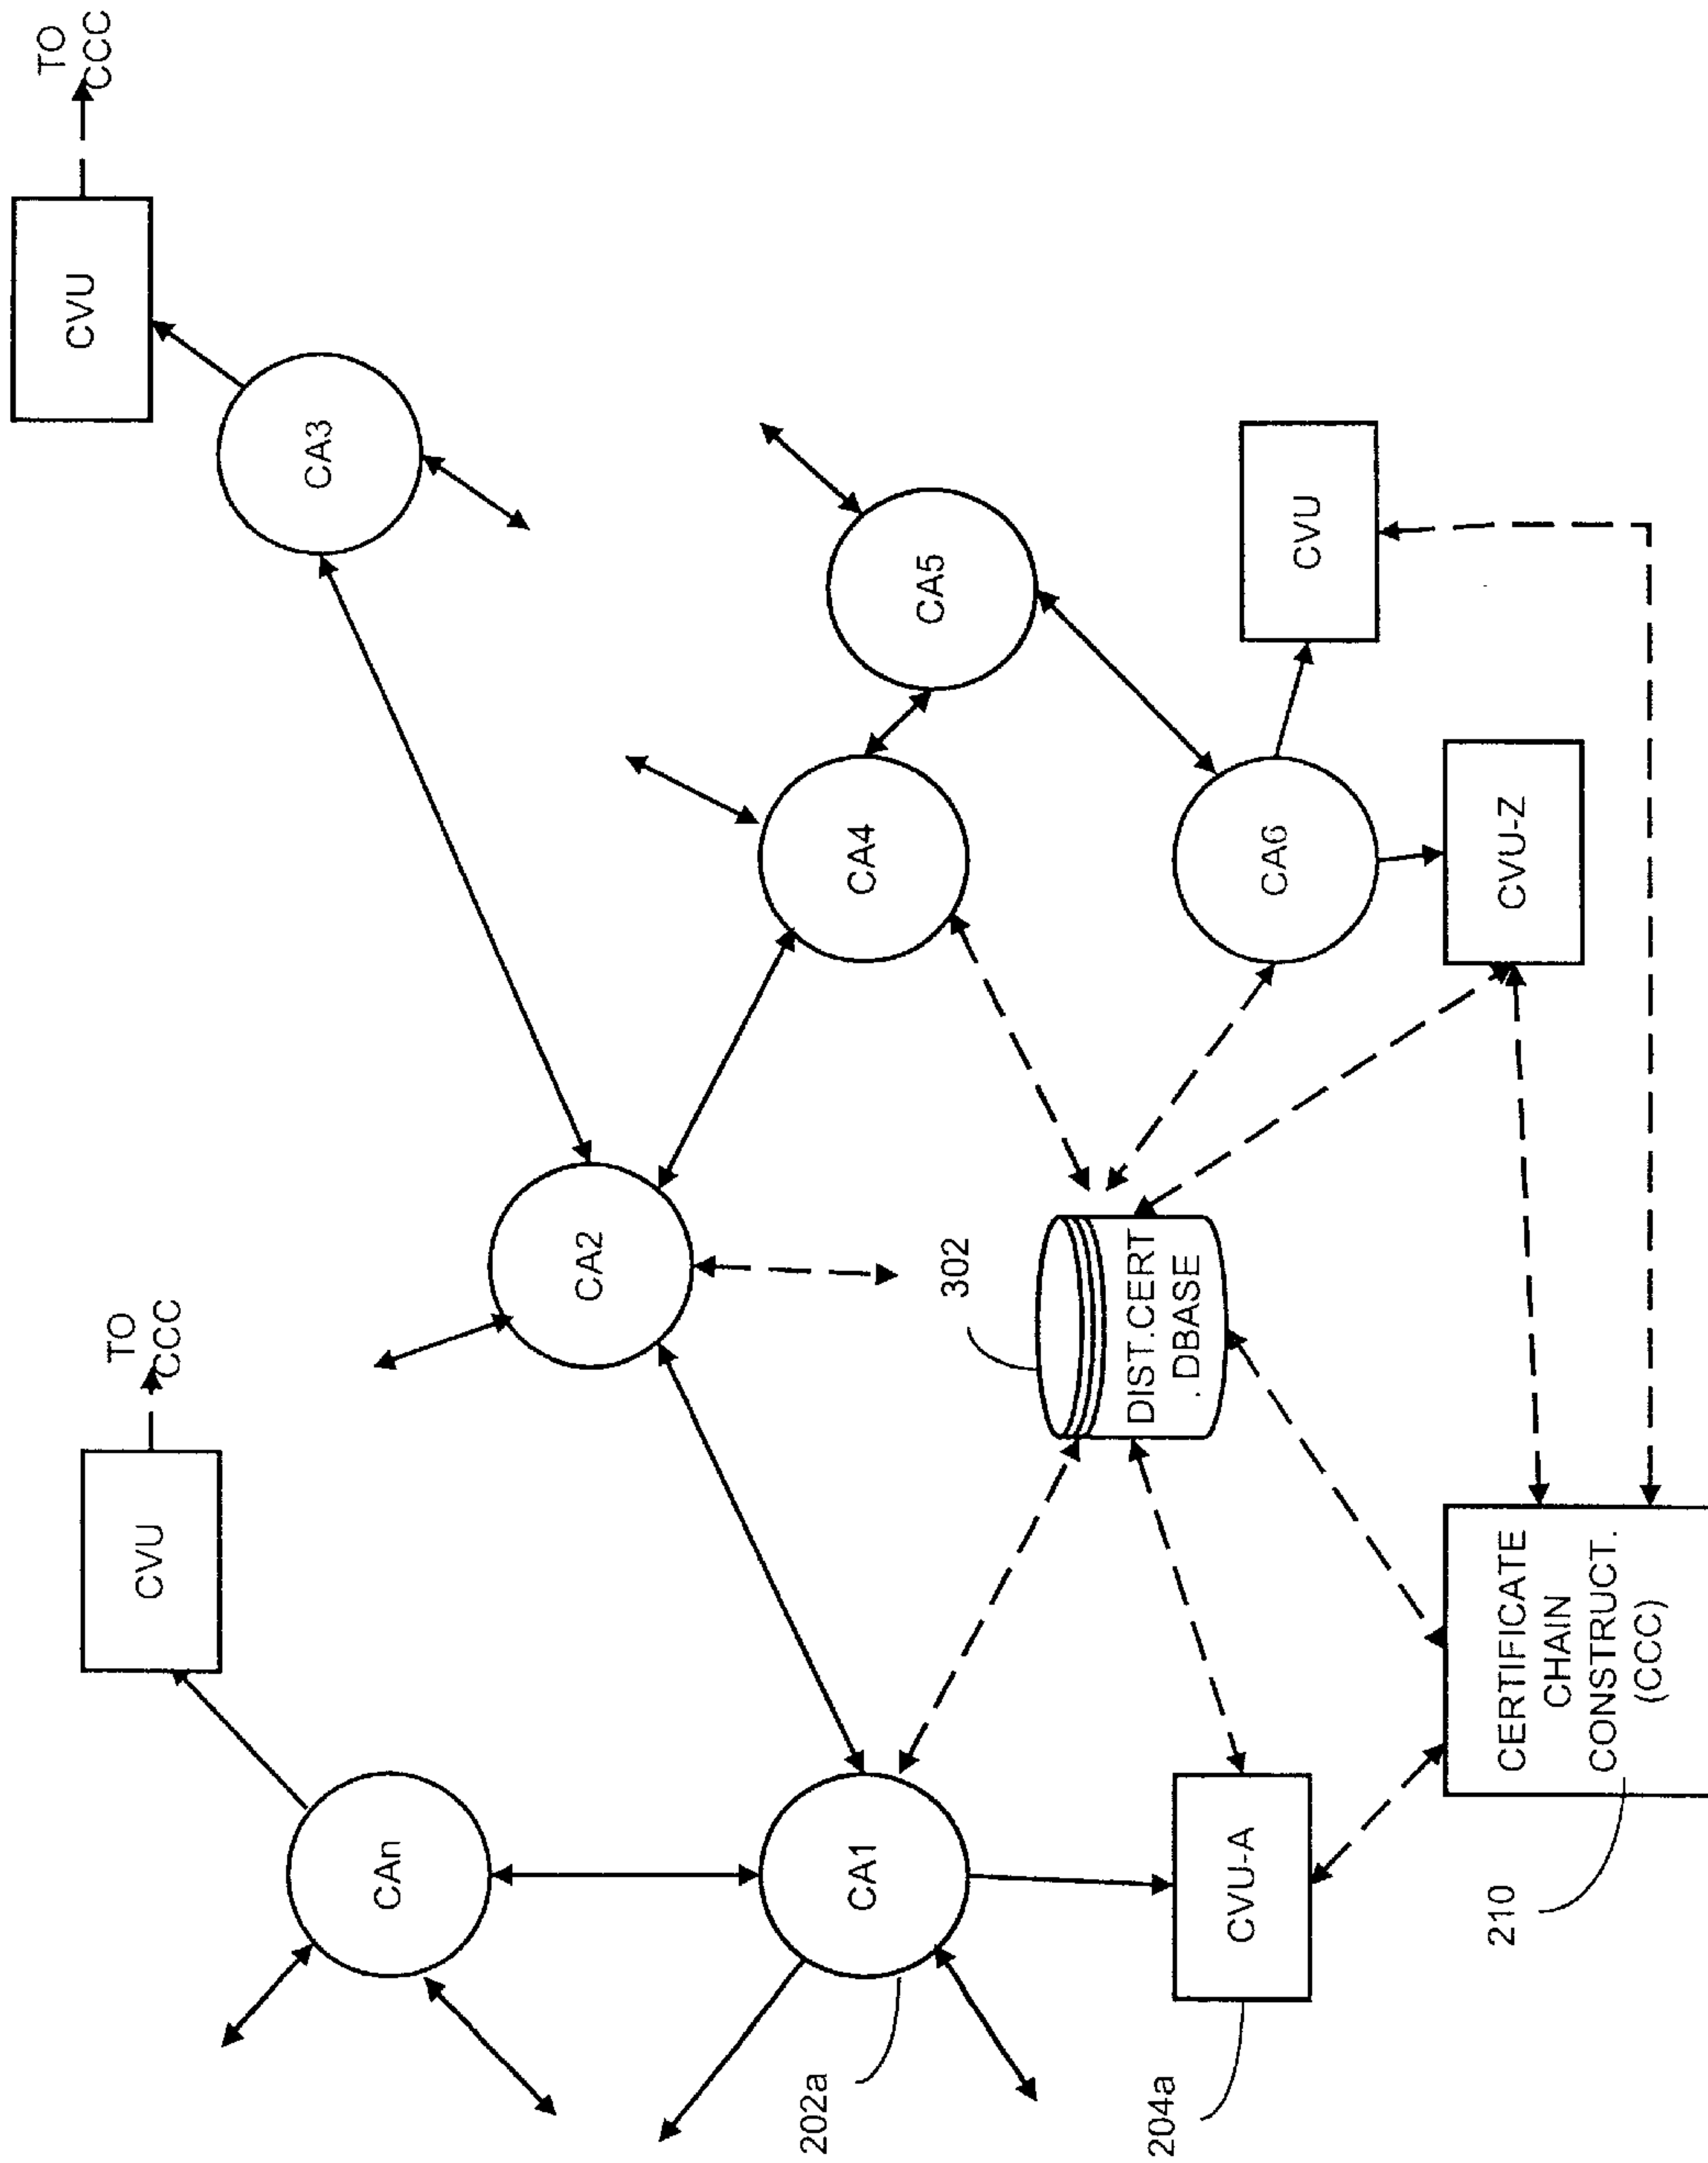 TO
CCC
CVU
CA3
TO
CCC
CVU
CA2
CA5
CAn
CA4
CVU
302
CA1
DIST.CERT
. DBASE
CA6
202a
CVU-A
CVU-Z
204a
CERTIFICATE
CHAIN
CONSTRUCT.
(CCC)
210